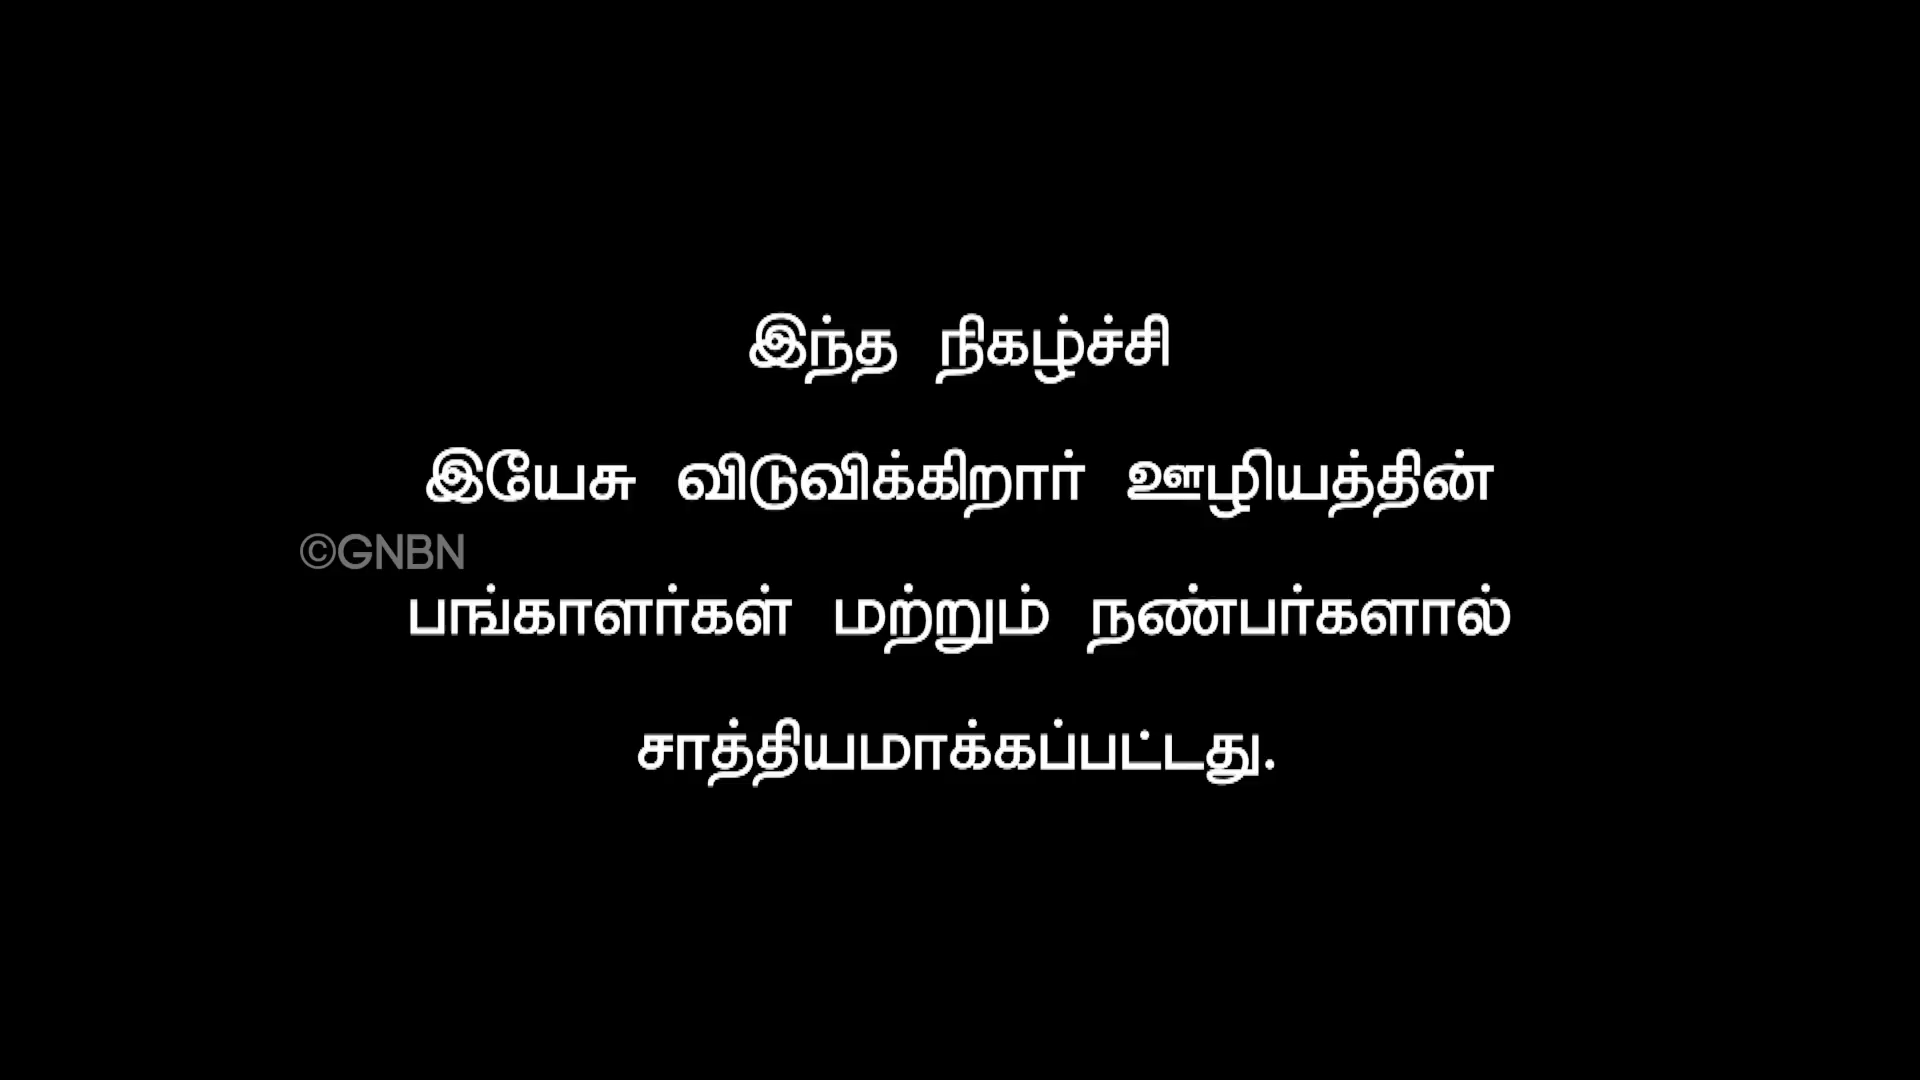 இந்த நிகழ்ச்சி
இயேசு விடுவிக்கிறார் ஊழியத்தின்
©GNBN
பங்காளர்கள் மற்றும் நண்பர்களால்
சாத்தியமாக்கப்பட்டது.